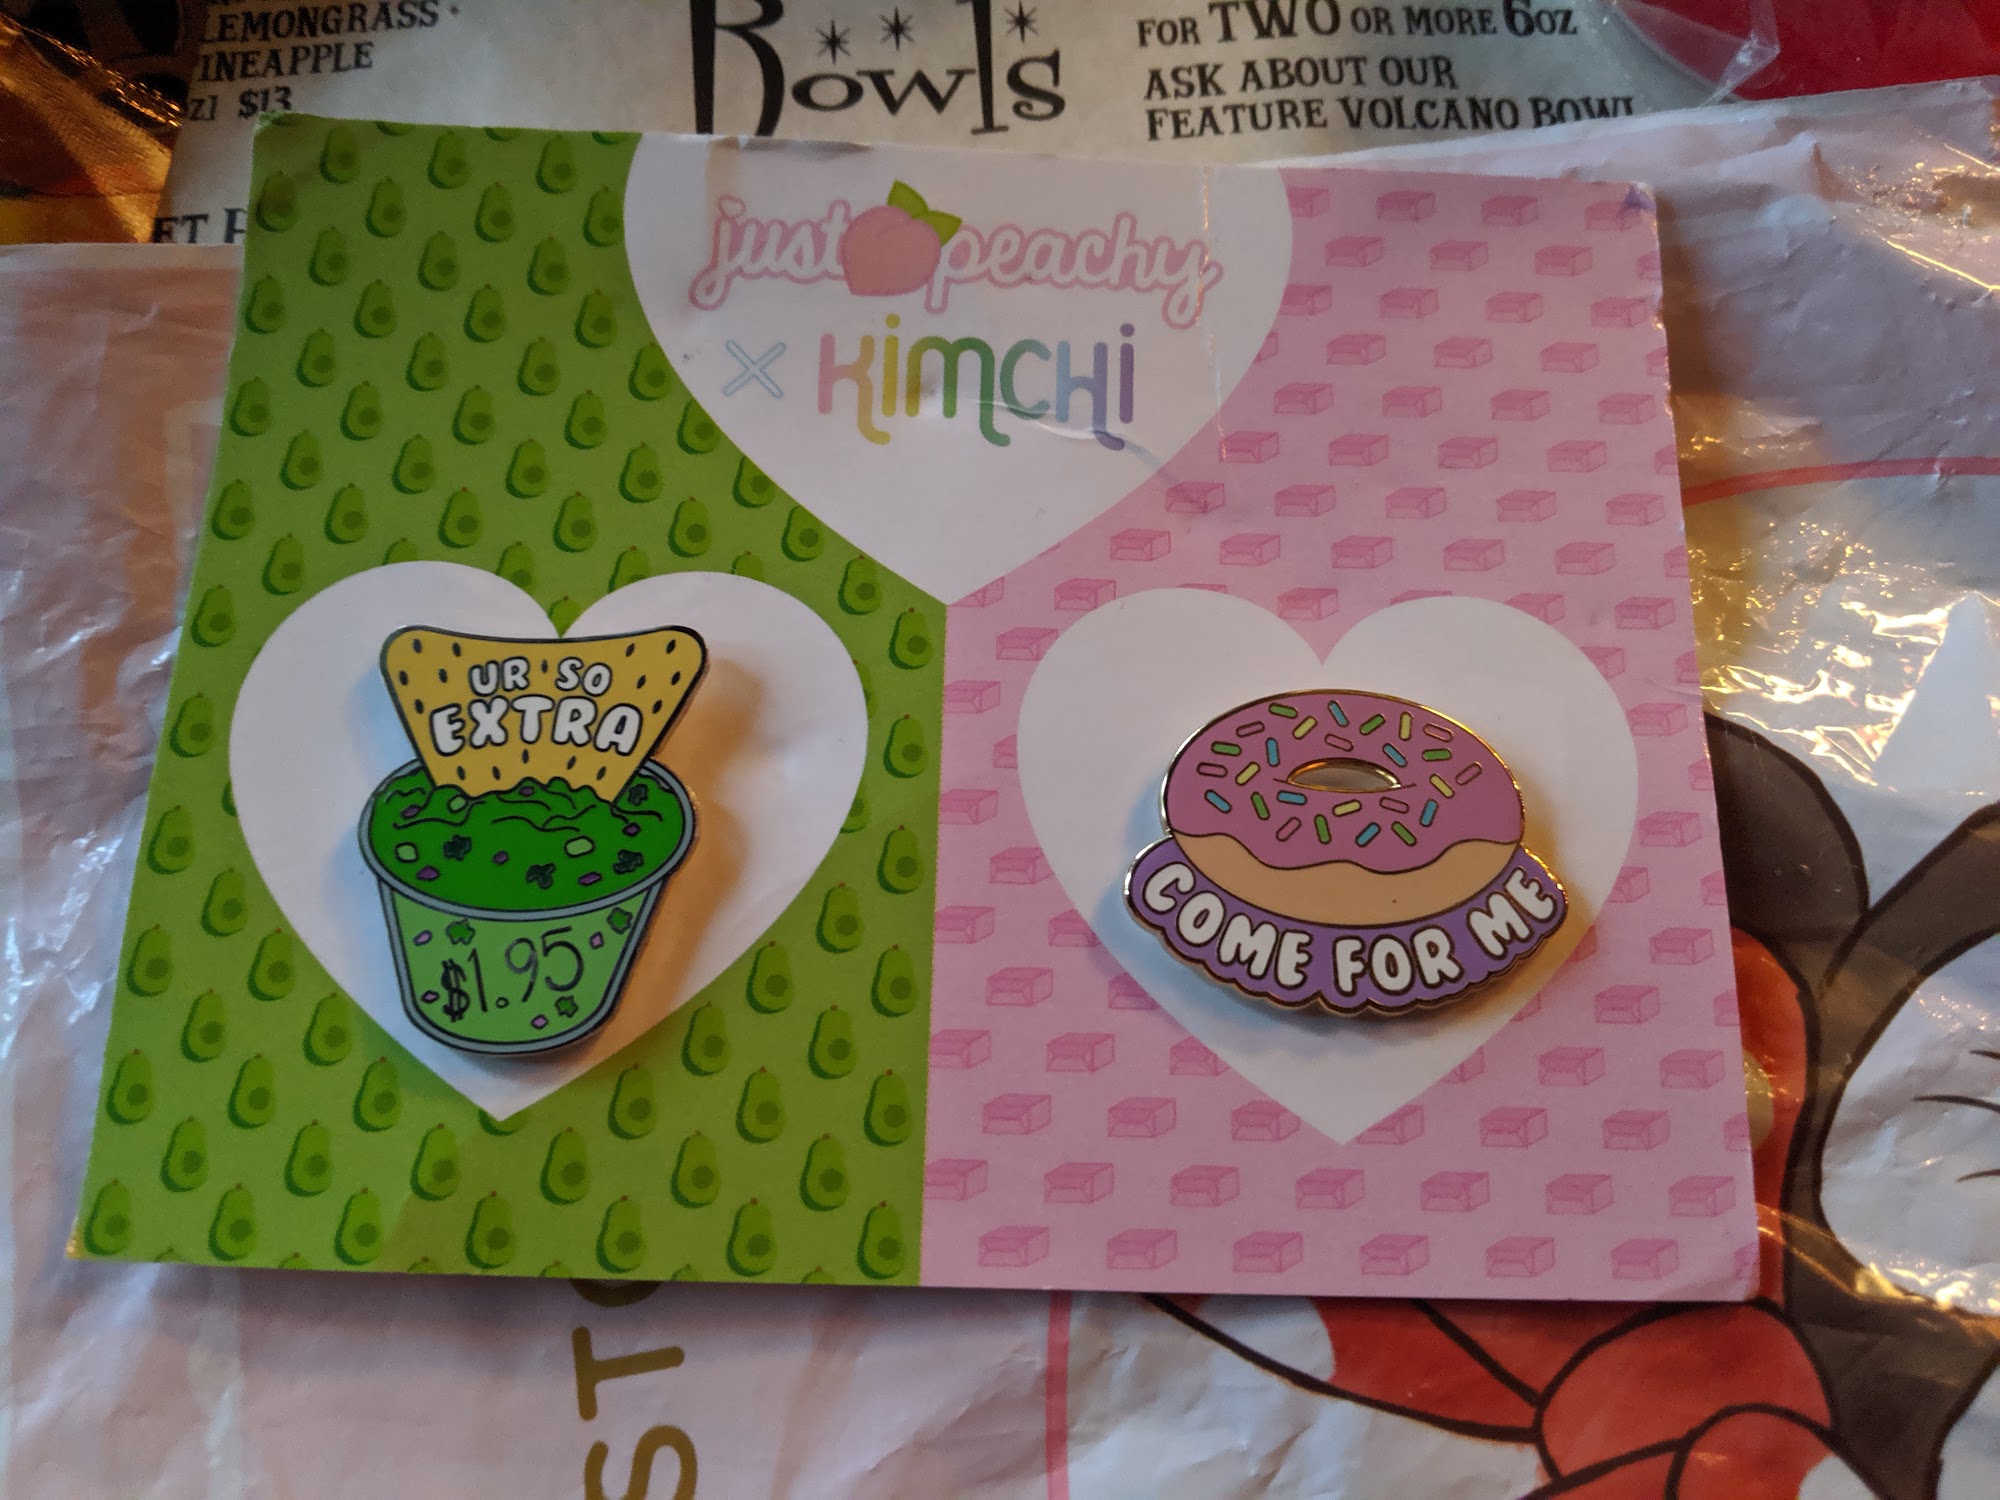 LEMONGRASS
INEAPPLE
$13
Bowls
FOR TWO OR MORE 6OZ
ASK ABOUT OUR
FEATURE VOLCANO BOWL
just peachy
× KIMCHI
UR SO
EXTRA
$1.95
COME FOR ME